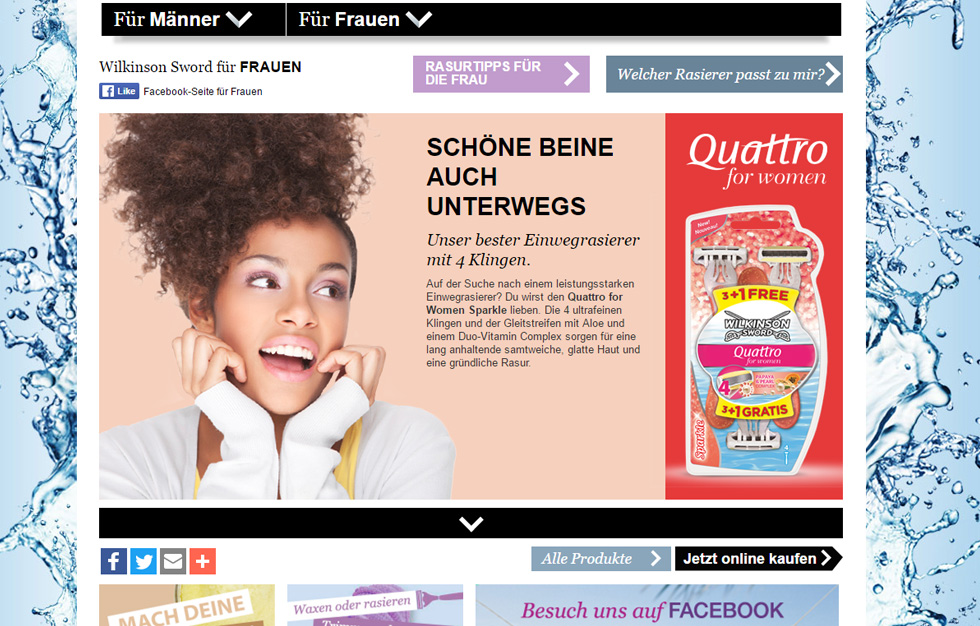 Für Männer
Für Frauen
Wilkinson Sword für FRAUEN
Like
Facebook-Seite für Frauen
RASURTIPPS FÜR
DIE FRAU
Welcher Rasierer passt zu mir?
SCHÖNE BEINE
AUCH
UNTERWEGS
Unser bester Einwegrasierer
mit 4 Klingen.
Auf der Suche nach einem leistungsstarken
Einwegrasierer? Du wirst den Quattro for
Women Sparkle lieben. Die 4 ultrafeinen
Klingen und der Gleitstreifen mit Aloe und
einem Duo-Vitamin Complex sorgen für eine
lang anhaltende samtweiche, glatte Haut und
eine gründliche Rasur.
Quattro
for women
New!
Nouveau!
3+1 FREE
WILKINSON
SWORD
Quattro
for women
4
PAPAYA
& PEARL
COMPLEX
3+1 GRATIS
Sparkle
Alle Produkte
Jetzt online kaufen
MACH DEINE
Waxen oder rasieren
Besuch uns auf FACEBOOK